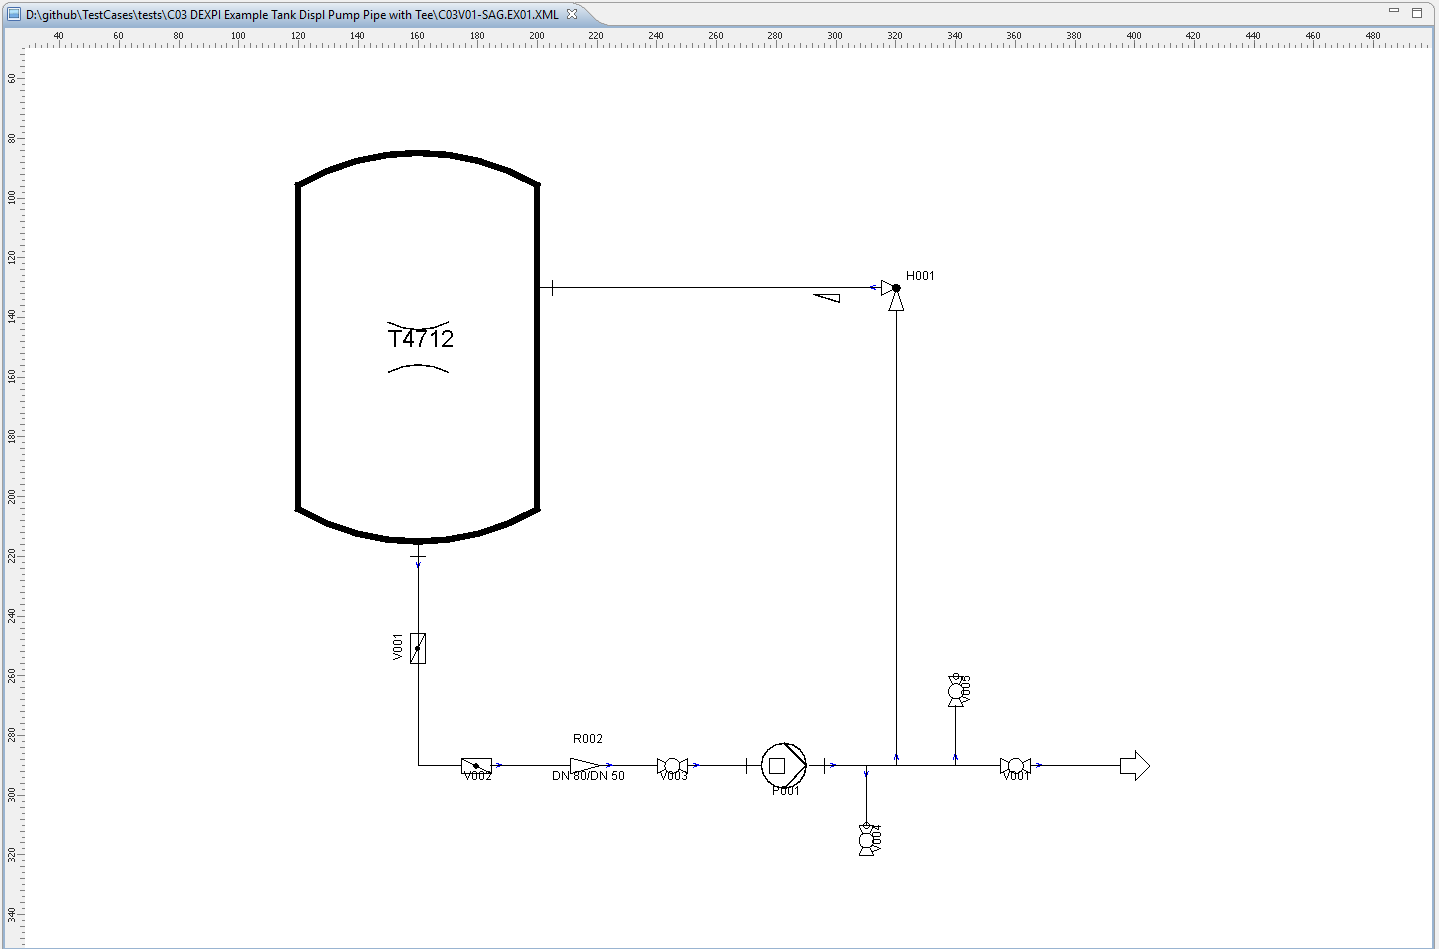 D:\github\TestCases\tests\C03 DEXPI Example Tank Displ Pump Pipe with Tee\C03V01-SAG.EX01.XML
40 60 80 100 120 140 160 180 200 220 240 260 280 300 320 340 360 380 400 420 440 460 480
60
80
100
120
140
160
180
200
220
240
260
280
300
320
340
H001
T4712
V001
V005
R002
DN 80/DN 50
V002
V003
P001
V001
V004